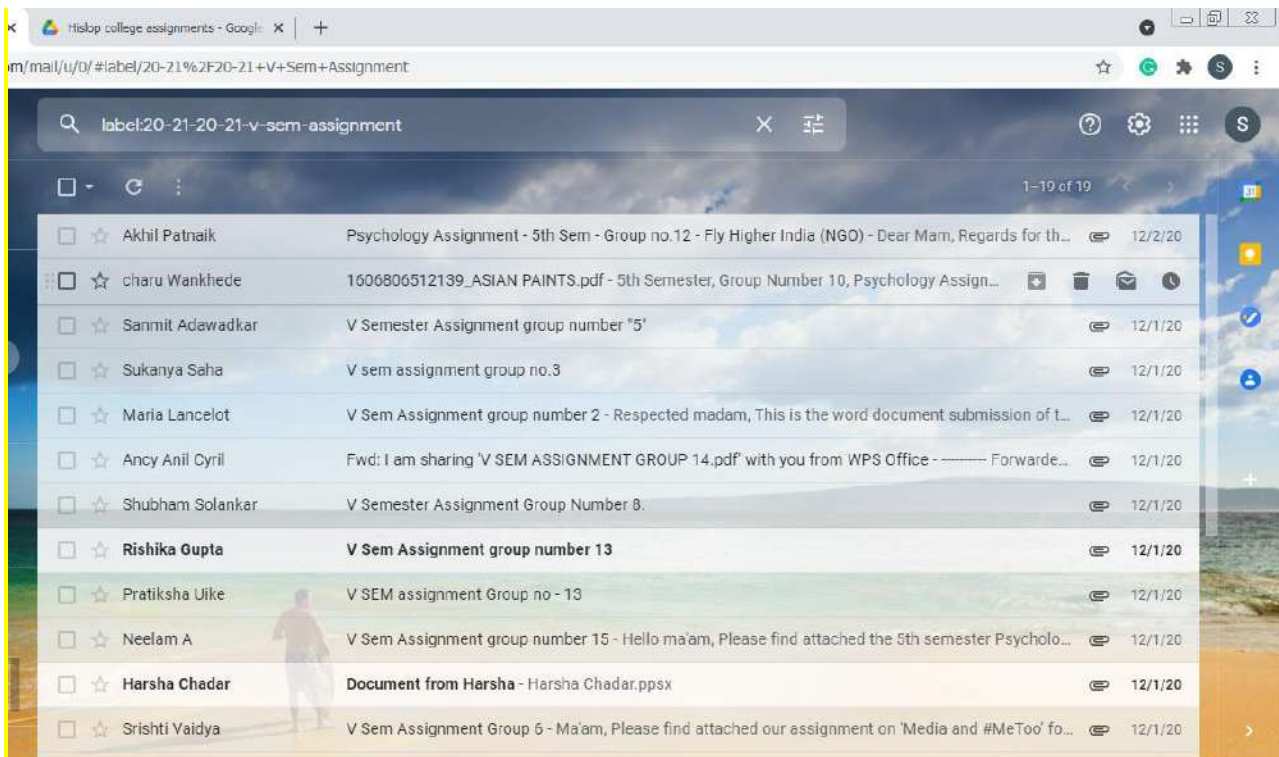 Hislop college assignments - Google
om/mail/u/0/#label/20-21%2F20-21+V+Sem+Assignment
S
label:20-21-20-21-v-sem-assignment
S
1–19 of 19
31
Akhil Patnaik Psychology Assignment - 5th Sem - Group no.12 - Fly Higher India (NGO) - Dear Mam, Regards for th... 12/2/20
charu Wankhede 1606806512139_ASIAN PAINTS.pdf - 5th Semester, Group Number 10, Psychology Assign...
Sanmit Adawadkar V Semester Assignment group number "5" 12/1/20
Sukanya Saha V sem assignment group no.3 12/1/20
Maria Lancelot V Sem Assignment group number 2 - Respected madam, This is the word document submission of t... 12/1/20
Ancy Anil Cyril Fwd: I am sharing 'V SEM ASSIGNMENT GROUP 14.pdf' with you from WPS Office - ---------- Forwarde... 12/1/20
Shubham Solankar V Semester Assignment Group Number 8. 12/1/20
Rishika Gupta V Sem Assignment group number 13 12/1/20
Pratiksha Uike V SEM assignment Group no - 13 12/1/20
Neelam A V Sem Assignment group number 15 - Hello ma'am, Please find attached the 5th semester Psycholo... 12/1/20
Harsha Chadar Document from Harsha - Harsha Chadar.ppsx 12/1/20
Srishti Vaidya V Sem Assignment Group 6 - Ma'am, Please find attached our assignment on 'Media and #MeToo' fo... 12/1/20